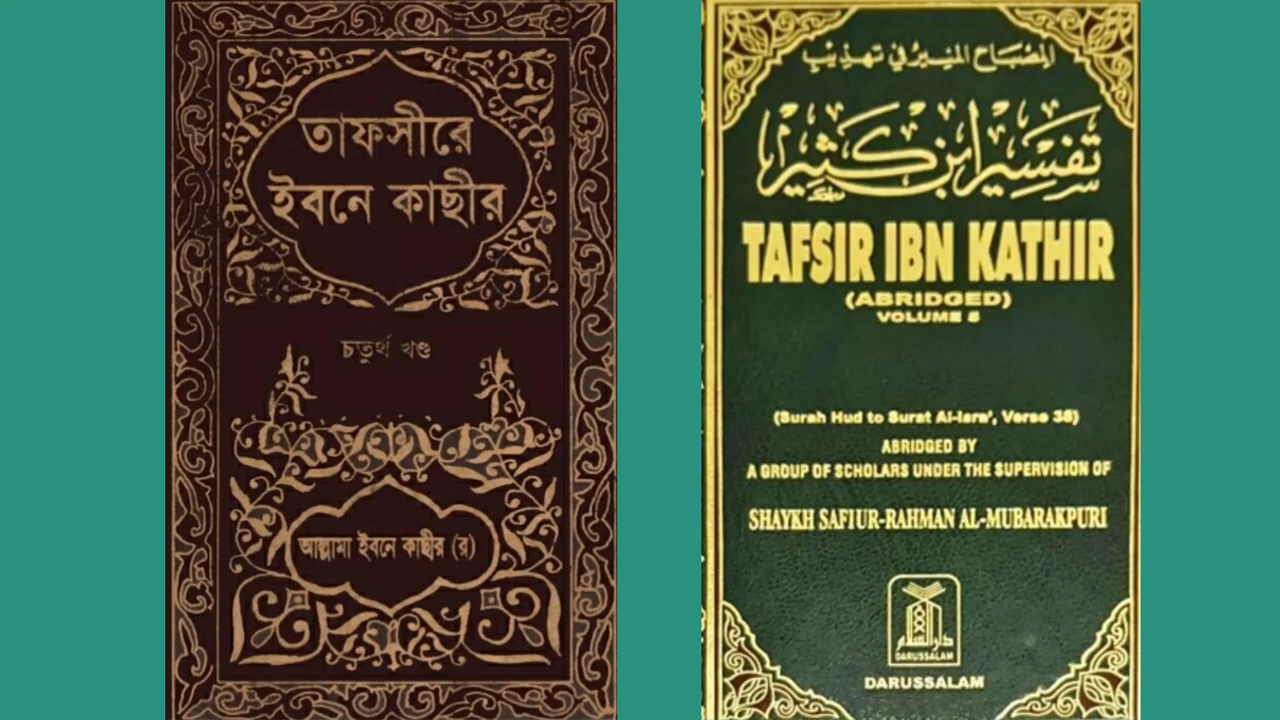 তাফসীরে
ইবনে কাছীর
চতুর্থ খণ্ড
আল্লামা ইবনে কাছীর (র)
المصباح المنير في تهذيب
تفسير ابن كثير
TAFSIR IBN KATHIR
(ABRIDGED)
VOLUME 5
(Surah Hud to Surat Al-Isra', Verse 38)
ABRIDGED BY
A GROUP OF SCHOLARS UNDER THE SUPERVISION OF
SHAYKH SAFIUR-RAHMAN AL-MUBARAKPURI
دارالسلام
DARUSSALAM
DARUSSALAM